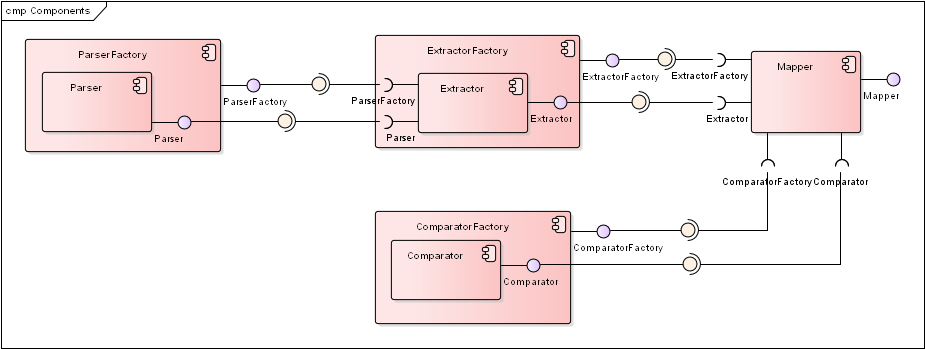 cmp Components
ParserFactory
Parser
ParserFactory
Parser
ParserFactory
Parser
ExtractorFactory
Extractor
Extractor
ExtractorFactory
ExtractorFactory
Extractor
Mapper
Mapper
ComparatorFactory
Comparator
ComparatorFactory
Comparator
ComparatorFactory
Comparator